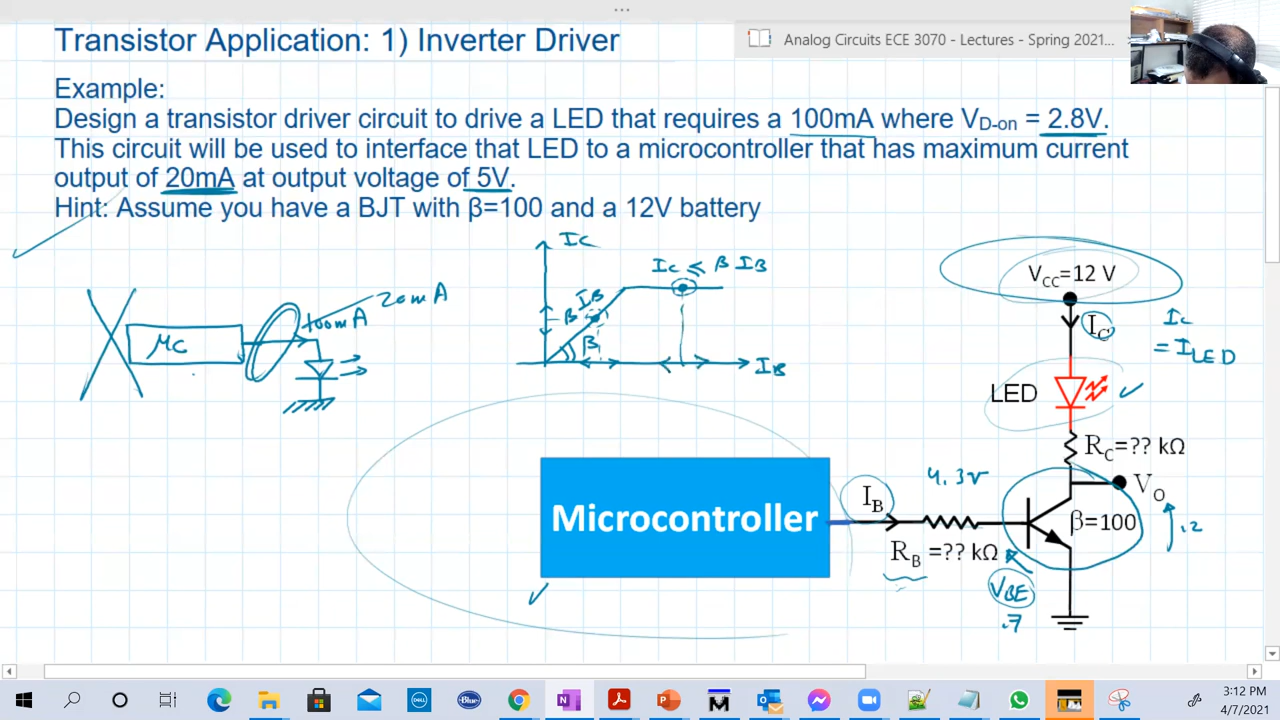 Transistor Application: 1) Inverter Driver
Analog Circuits ECE 3070 - Lectures - Spring 2021...
Example:
Design a transistor driver circuit to drive a LED that requires a 100mA where VD-on = 2.8V.
This circuit will be used to interface that LED to a microcontroller that has maximum current
output of 20mA at output voltage of 5V.
Hint: Assume you have a BJT with β=100 and a 12V battery
IC
IC ≤ β IB
VCC=12 V
20mA
100mA
β IB
IC
IC
= ILED
μC
β
IB
LED
RC=?? kΩ
4.3v
VO
IB
Microcontroller
β=100
.2
RB =?? kΩ
VBE
.7
DELL
Blue
3:12 PM
4/7/2021